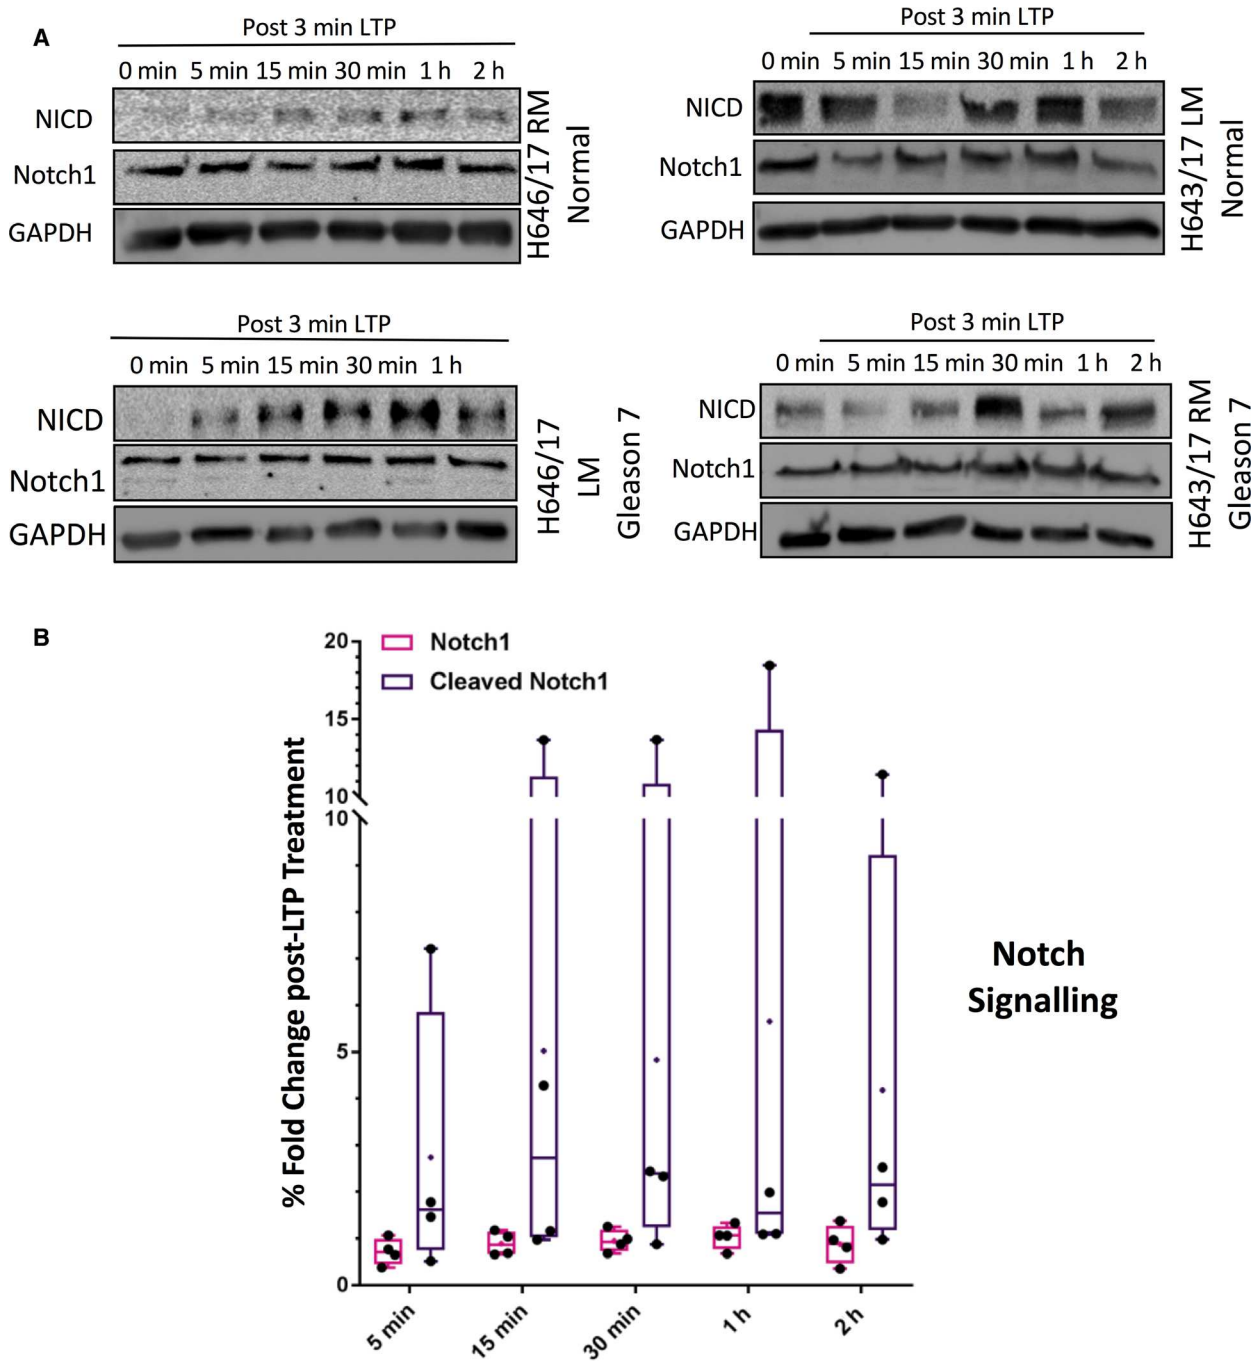 A
Post 3 min LTP
0 min 5 min 15 min 30 min 1 h 2 h
NICD
Notch1
GAPDH
H646/17 RM
Normal
Post 3 min LTP
0 min 5 min 15 min 30 min 1 h 2 h
NICD
Notch1
GAPDH
H643/17 LM
Normal
Post 3 min LTP
0 min 5 min 15 min 30 min 1 h
NICD
Notch1
GAPDH
H646/17
LM
Gleason 7
Post 3 min LTP
0 min 5 min 15 min 30 min 1 h 2 h
NICD
Notch1
GAPDH
H643/17 RM
Gleason 7
B
% Fold Change post-LTP Treatment
20
15
10
10
5
0
Notch1
Cleaved Notch1
5 min
15 min
30 min
1 h
2 h
Notch
Signalling